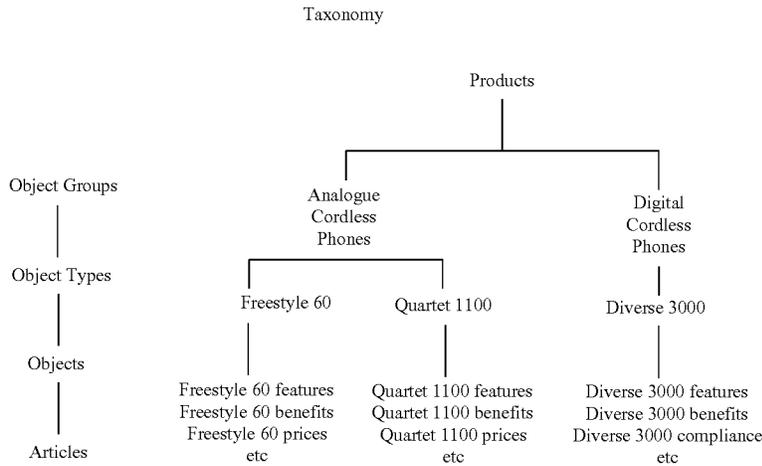 Taxonomy
Products
Object Groups
Analogue
Cordless
Phones
Digital
Cordless
Phones
Object Types
Freestyle 60
Quartet 1100
Diverse 3000
Objects
Freestyle 60 features
Quartet 1100 features
Diverse 3000 features
Freestyle 60 benefits
Quartet 1100 benefits
Diverse 3000 benefits
Freestyle 60 prices
Quartet 1100 prices
Diverse 3000 compliance
Articles
etc
etc
etc